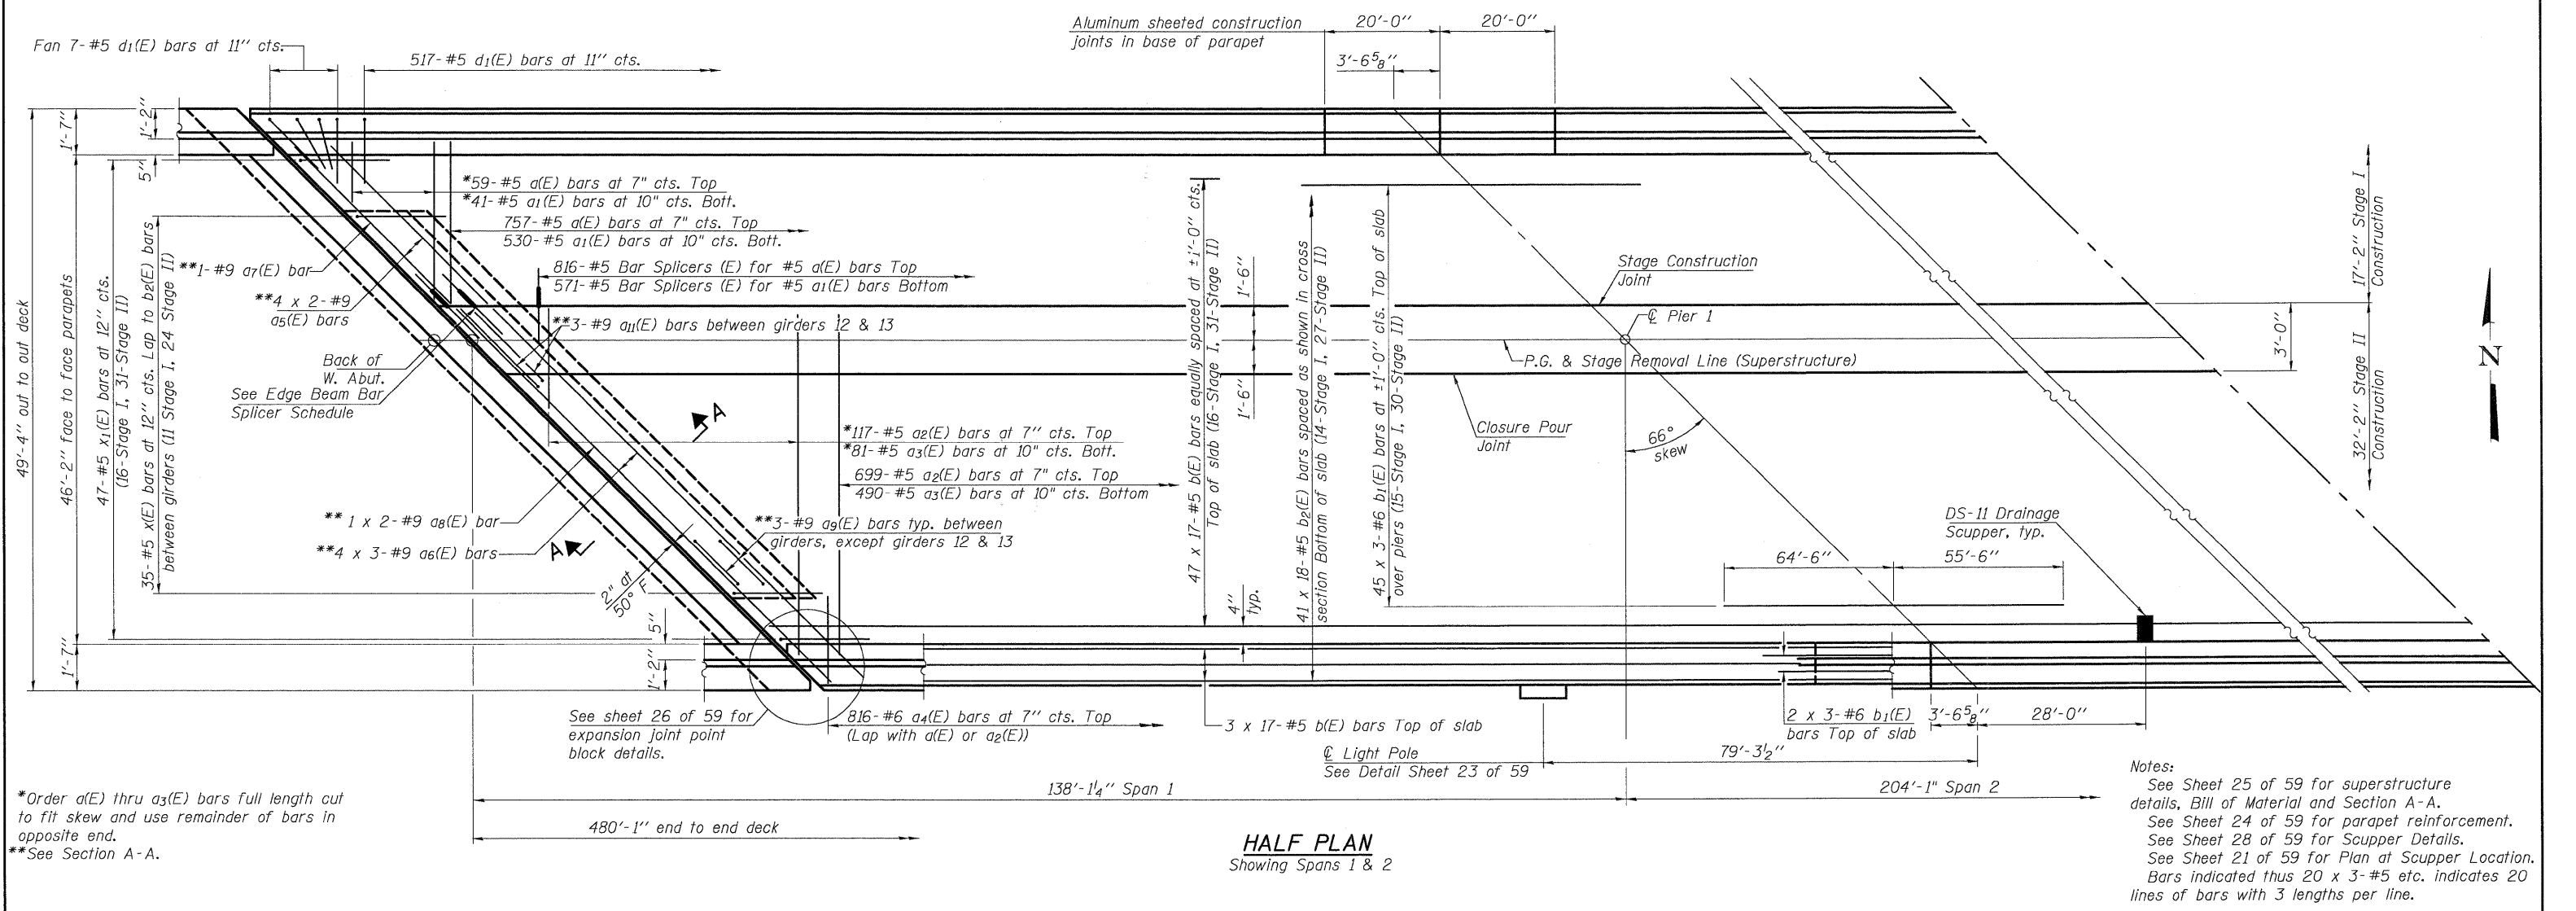 Aluminum sheeted construction
joints in base of parapet
20'-0"
20'-0"
3'-6⅝"
Fan 7-#5 d1(E) bars at 11" cts.
517-#5 d1(E) bars at 11" cts.
1'-2"
1'-7"
5"
49'-4" out to out deck
46'-2" face to face parapets
47-#5 x1(E) bars at 12" cts.
(16-Stage I, 31-Stage II)
35-#5 x(E) bars at 12" cts. Lap to b2(E) bars
between girders (11 Stage I, 24 Stage II)
*59-#5 a(E) bars at 7" cts. Top
*41-#5 a1(E) bars at 10" cts. Bott.
757-#5 a(E) bars at 7" cts. Top
530-#5 a1(E) bars at 10" cts. Bott.
816-#5 Bar Splicers (E) for #5 a(E) bars Top
571-#5 Bar Splicers (E) for #5 a1(E) bars Bottom
**1-#9 a7(E) bar
**4 x 2-#9
a5(E) bars
**3-#9 a11(E) bars between girders 12 & 13
Back of
W. Abut.
See Edge Beam Bar
Splicer Schedule
A
A
*117-#5 a2(E) bars at 7" cts. Top
*81-#5 a3(E) bars at 10" cts. Bott.
699-#5 a2(E) bars at 7" cts. Top
490-#5 a3(E) bars at 10" cts. Bottom
** 1 x 2-#9 a8(E) bar
**4 x 3-#9 a6(E) bars
**3-#9 a9(E) bars typ. between
girders, except girders 12 & 13
2" at
50° F
47 x 17-#5 b(E) bars equally spaced at ±1'-0" cts.
Top of slab (16-Stage I, 31-Stage II)
1'-6"
1'-6"
4"
typ.
41 x 18-#5 b2(E) bars spaced as shown in cross
section Bottom of slab (14-Stage I, 27-Stage II)
45 x 3-#6 b1(E) bars at ±1'-0" cts. Top of slab
over piers (15-Stage I, 30-Stage II)
Stage Construction
Joint
℄ Pier 1
P.G. & Stage Removal Line (Superstructure)
Closure Pour
Joint
66°
skew
17'-2" Stage I
Construction
3'-0"
32'-2" Stage II
Construction
N
DS-11 Drainage
Scupper, typ.
64'-6"
55'-6"
5"
1'-2"
1'-7"
See sheet 26 of 59 for
expansion joint point
block details.
816-#6 a4(E) bars at 7" cts. Top
(Lap with a(E) or a2(E))
3 x 17-#5 b(E) bars Top of slab
℄ Light Pole
See Detail Sheet 23 of 59
2 x 3-#6 b1(E)
bars Top of slab
3'-6⅝"
28'-0"
79'-3½"
138'-1¼" Span 1
204'-1" Span 2
480'-1" end to end deck
*Order a(E) thru a3(E) bars full length cut
to fit skew and use remainder of bars in
opposite end.
**See Section A-A.
HALF PLAN
Showing Spans 1 & 2
Notes:
See Sheet 25 of 59 for superstructure
details, Bill of Material and Section A-A.
See Sheet 24 of 59 for parapet reinforcement.
See Sheet 28 of 59 for Scupper Details.
See Sheet 21 of 59 for Plan at Scupper Location.
Bars indicated thus 20 x 3-#5 etc. indicates 20
lines of bars with 3 lengths per line.